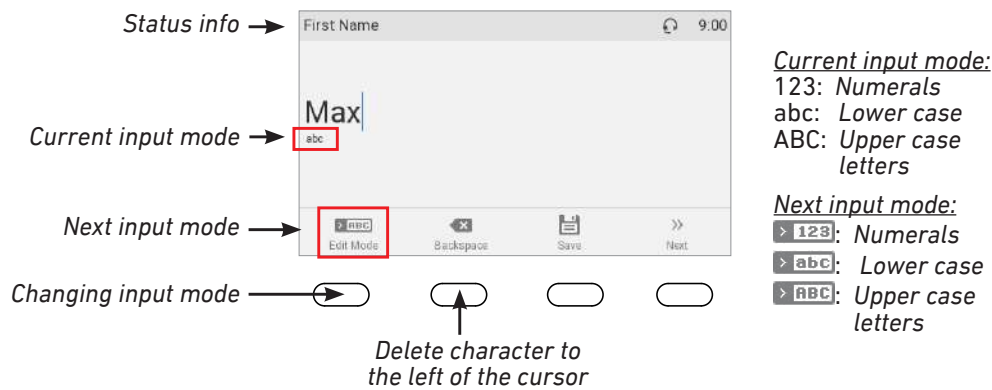 Status info
First Name 9:00
Current input mode:
123: Numerals
abc: Lower case
ABC: Upper case
letters
Max
Current input mode
abc
Next input mode:
> 123: Numerals
> abc: Lower case
> ABC: Upper case
letters
Next input mode
> ABC
Edit Mode Backspace Save Next
Changing input mode
Delete character to
the left of the cursor